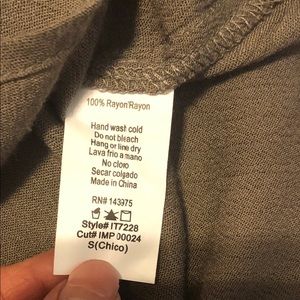 100% Rayon/Rayon
Hand wast cold
Do not bleach
Hang or line dry
Lava frio a mano
No cloro
Secar colgado
Made in China
RN# 143975
Style# IT7228
Cut# IMP 00024
S(Chico)